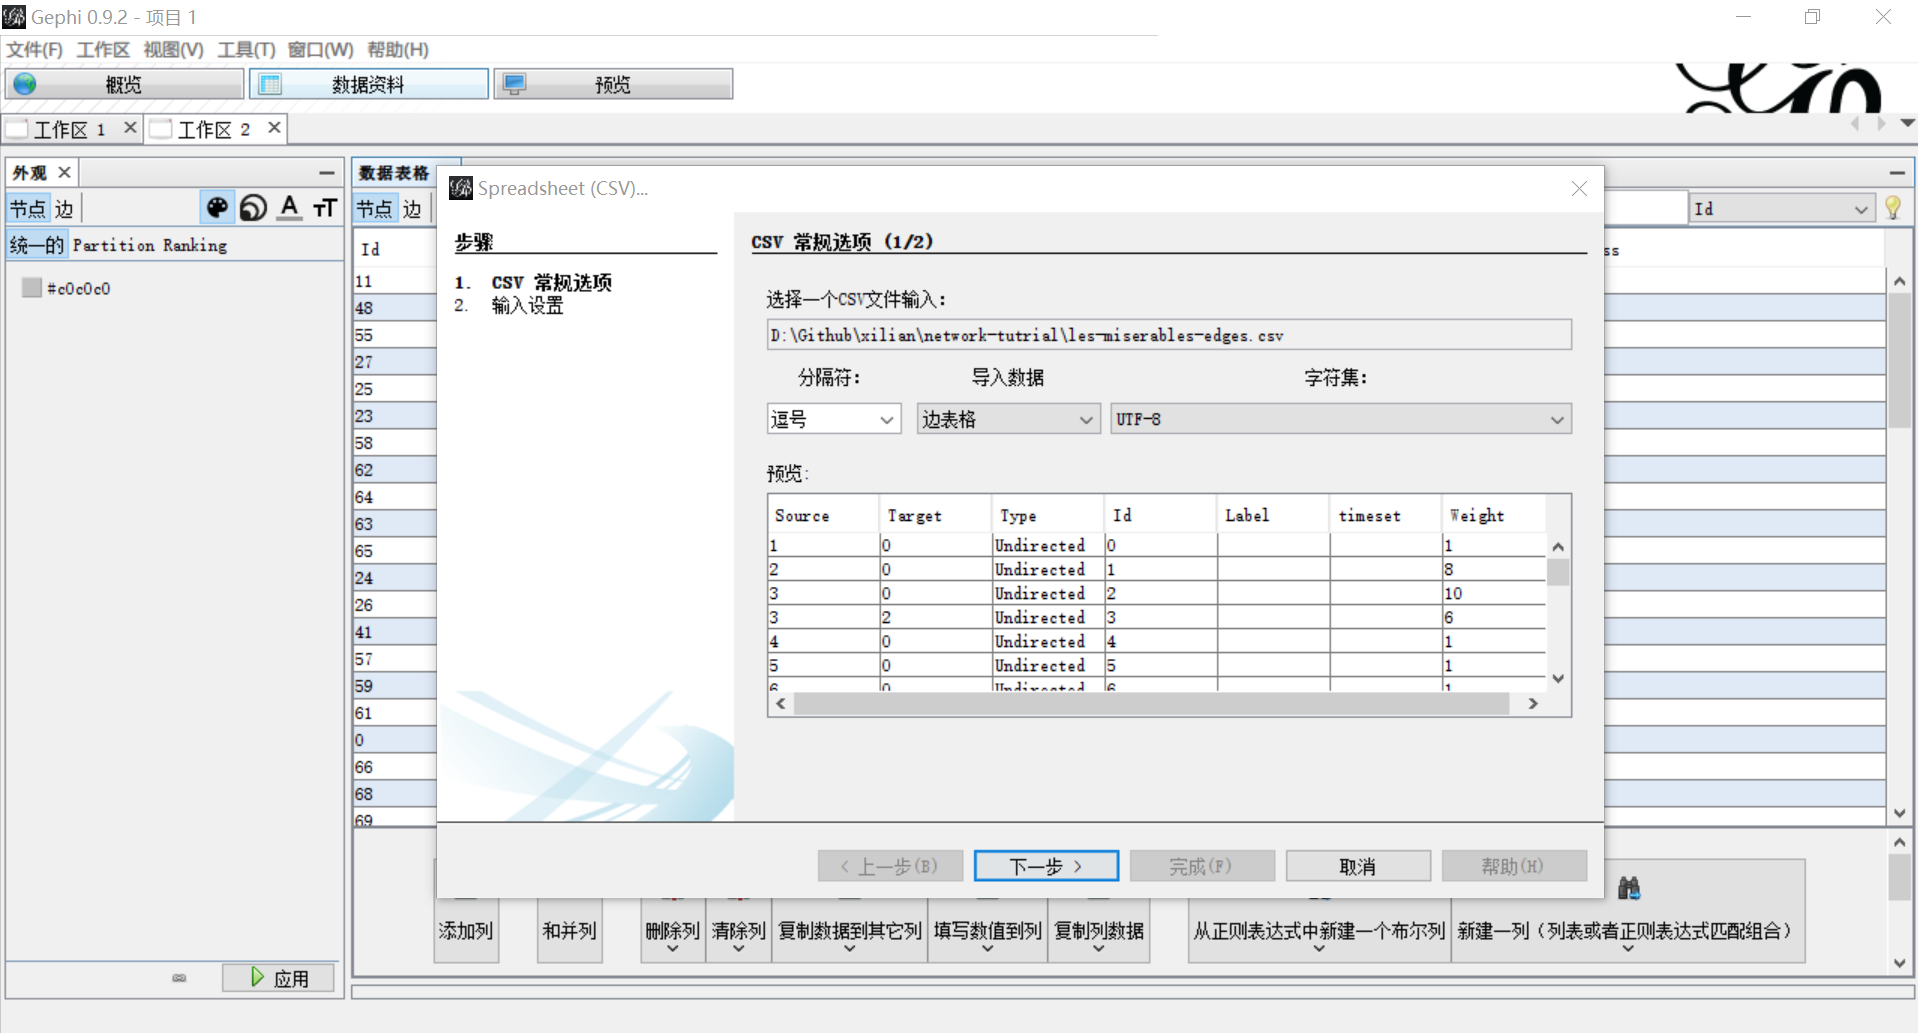 Gephi 0.9.2 - 项目 1
文件(F) 工作区 视图(V) 工具(T) 窗口(W) 帮助(H)
概览 数据资料 预览
工作区 1 工作区 2
外观
节点 边 A TT
统一的 Partition Ranking
#c0c0c0
应用
数据表格
节点 边 Id
Id ss
11
48
55
27
25
23
58
62
64
63
65
24
26
41
57
59
61
0
66
68
69
Spreadsheet (CSV)...
步骤
1. CSV 常规选项
2. 输入设置
CSV 常规选项 (1/2)
选择一个CSV文件输入:
D:\Github\xilian\network-tutrial\les-miserables-edges.csv
分隔符: 导入数据 字符集:
逗号 边表格 UTF-8
预览:
Source Target Type Id Label timeset Weight
1 0 Undirected 0 1
2 0 Undirected 1 8
3 0 Undirected 2 10
3 2 Undirected 3 6
4 0 Undirected 4 1
5 0 Undirected 5 1
6 0 Undirected 6 1
< 上一步(B) 下一步 > 完成(F) 取消 帮助(H)
添加列 和并列 删除列 清除列 复制数据到其它列 填写数值到列 复制列数据 从正则表达式中新建一个布尔列 新建一列（列表或者正则表达式匹配组合）